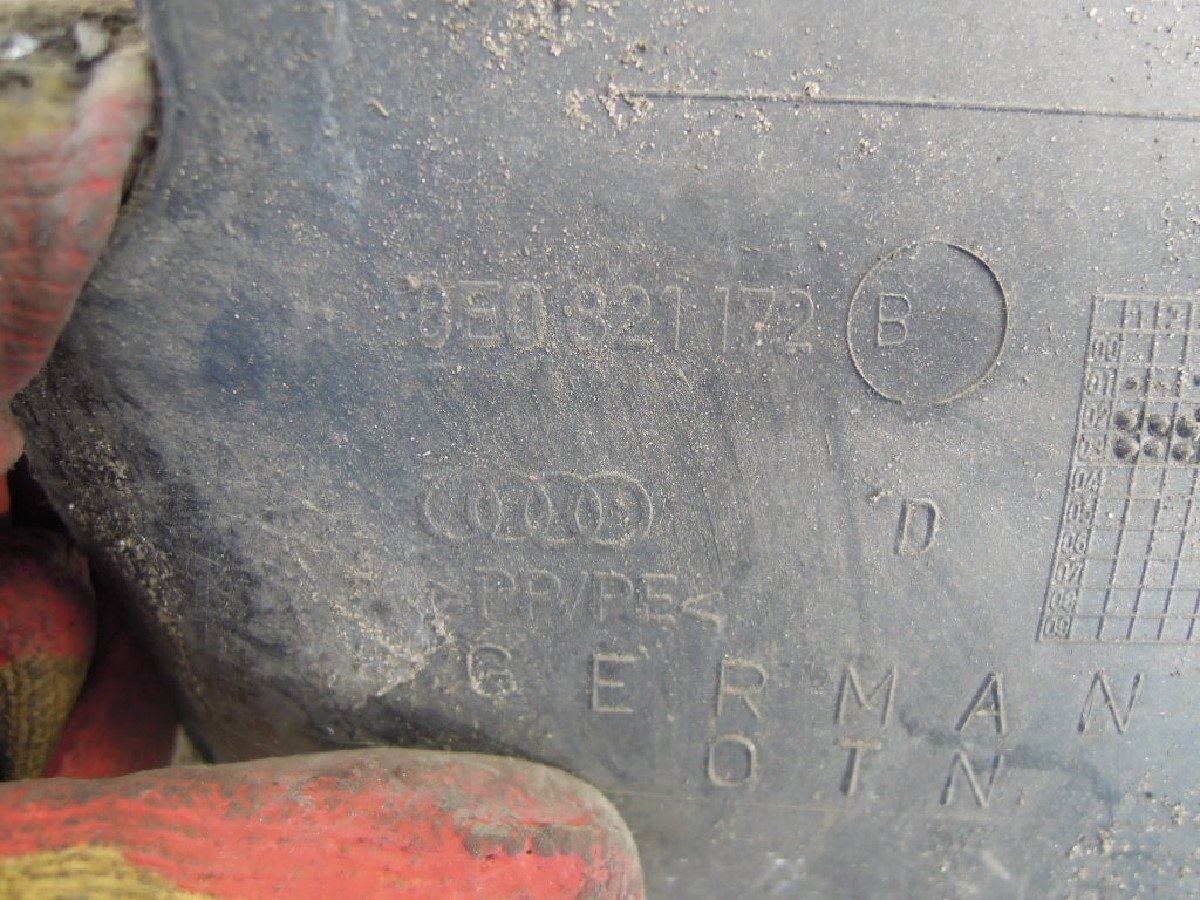 8E0 821 172 B
D
>PP/PE<
GERMAN
OTN